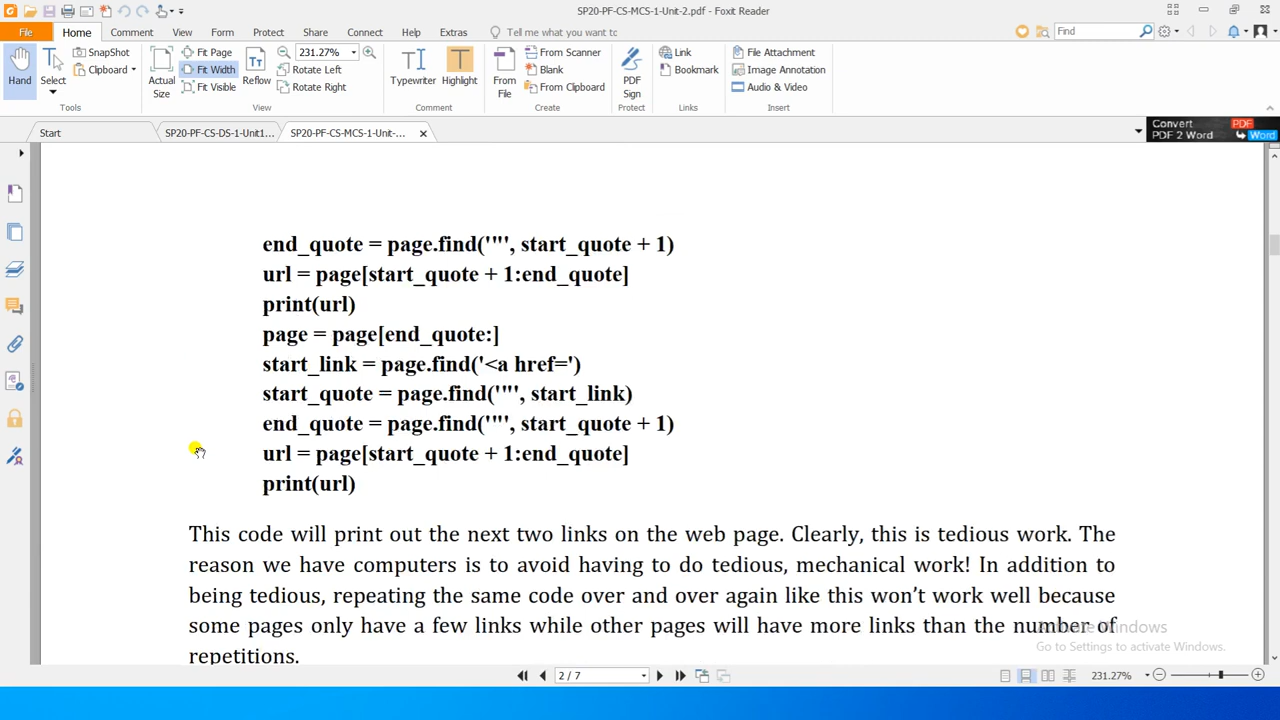 SP20-PF-CS-MCS-1-Unit-2.pdf - Foxit Reader
File Home Comment View Form Protect Share Connect Help Extras Tell me what you want tc Find
Hand
Select
SnapShot
Clipboard
Tools
Actual Size
Fit Page
Fit Width
Fit Visible
Reflow
231.27%
Rotate Left
Rotate Right
View
Typewriter
Highlight
Comment
From File
From Scanner
Blank
From Clipboard
Create
PDF Sign
Protect
Link
Bookmark
Links
File Attachment
Image Annotation
Audio & Video
Insert
Start SP20-PF-CS-DS-1-Unit1... SP20-PF-CS-MCS-1-Unit-...
Convert PDF
PDF 2 Word Word
end_quote = page.find('"', start_quote + 1)
url = page[start_quote + 1:end_quote]
print(url)
page = page[end_quote:]
start_link = page.find('<a href=')
start_quote = page.find('"', start_link)
end_quote = page.find('"', start_quote + 1)
url = page[start_quote + 1:end_quote]
print(url)
This code will print out the next two links on the web page. Clearly, this is tedious work. The
reason we have computers is to avoid having to do tedious, mechanical work! In addition to
being tedious, repeating the same code over and over again like this won't work well because
some pages only have a few links while other pages will have more links than the number of
repetitions.
Activate Windows
Go to Settings to activate Windows.
2 / 7
231.27%